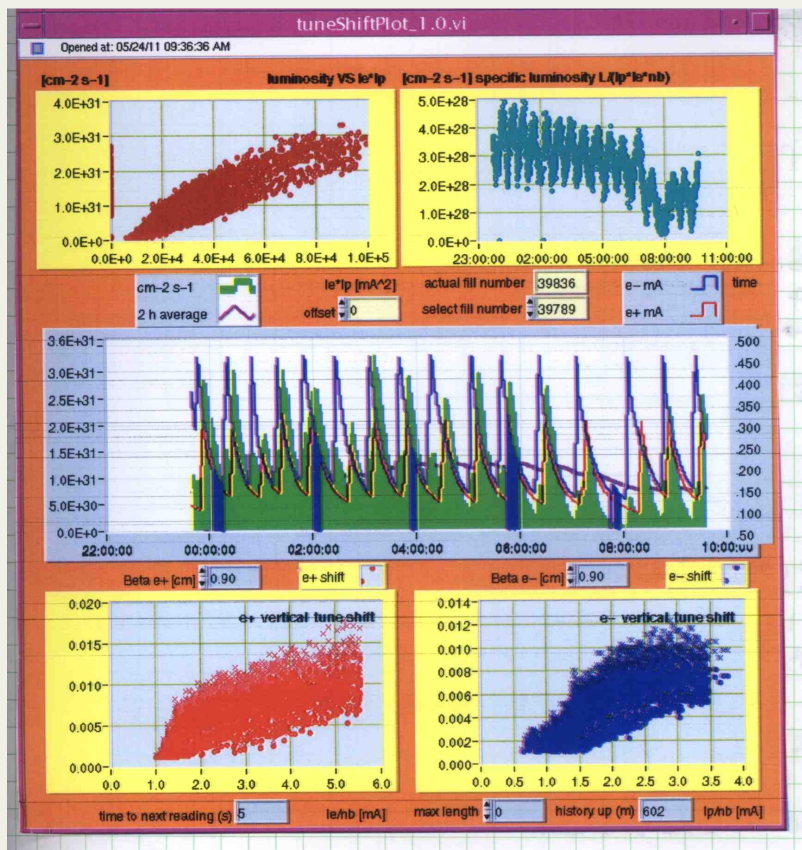 tuneShiftPlot_1.0.vi
Opened at: 05/24/11 09:36:36 AM
[cm-2 s-1] luminosity VS Ie*Ip [cm-2 s-1] specific luminosity L/(Ip*Ie*nb)
4.0E+31
3.0E+31
2.0E+31
1.0E+31
0.0E+0
0.0E+0 2.0E+4 4.0E+4 6.0E+4 8.0E+4 1.0E+5
5.0E+28
4.0E+28
3.0E+28
2.0E+28
1.0E+28
0.0E+0
23:00:00 02:00:00 05:00:00 08:00:00 11:00:00
cm-2 s-1 Ie*Ip [mA^2] actual fill number 39836 e- mA time
2 h average offset 0 select fill number 39789 e+ mA
3.6E+31
3.0E+31
2.5E+31
2.0E+31
1.5E+31
1.0E+31
5.0E+30
0.0E+0
.500
.450
.400
.350
.300
.250
.200
.150
.100
.50
22:00:00 00:00:00 02:00:00 04:00:00 06:00:00 08:00:00 10:00:00
Beta e+ [cm] 0.90 e+ shift Beta e- [cm] 0.90 e- shift
e+ vertical tune shift
0.020
0.015
0.010
0.005
0.000
0.0 1.0 2.0 3.0 4.0 5.0 6.0
e- vertical tune shift
0.014
0.012
0.010
0.008
0.006
0.004
0.002
0.000
0.0 0.5 1.0 1.5 2.0 2.5 3.0 3.5 4.0
time to next reading (s) 5 Ie/nb [mA] max length 0 history up (m) 602 Ip/nb [mA]